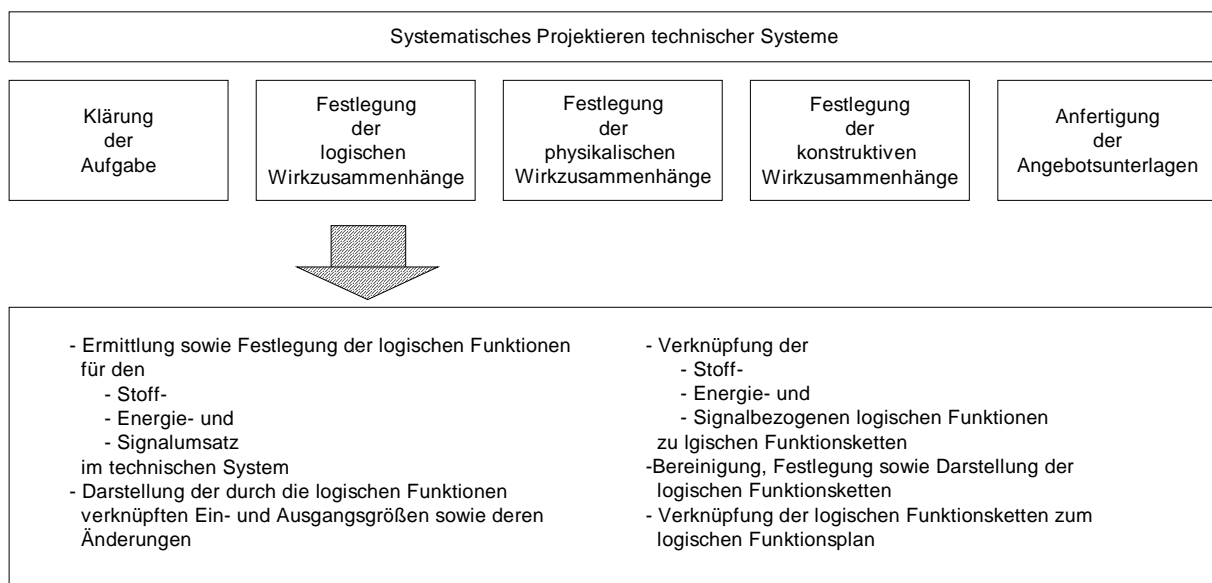 Systematisches Projektieren technischer Systeme
Klärung
der
Aufgabe
Festlegung
der
logischen
Wirkzusammenhänge
Festlegung
der
physikalischen
Wirkzusammenhänge
Festlegung
der
konstruktiven
Wirkzusammenhänge
Anfertigung
der
Angebotsunterlagen
- Ermittlung sowie Festlegung der logischen Funktionen
für den
- Stoff-
- Energie- und
- Signalumsatz
im technischen System
- Darstellung der durch die logischen Funktionen
verknüpften Ein- und Ausgangsgrößen sowie deren
Änderungen
- Verknüpfung der
- Stoff-
- Energie- und
- Signalbezogenen logischen Funktionen
zu lgischen Funktionsketten
-Bereinigung, Festlegung sowie Darstellung der
logischen Funktionsketten
- Verknüpfung der logischen Funktionsketten zum
logischen Funktionsplan